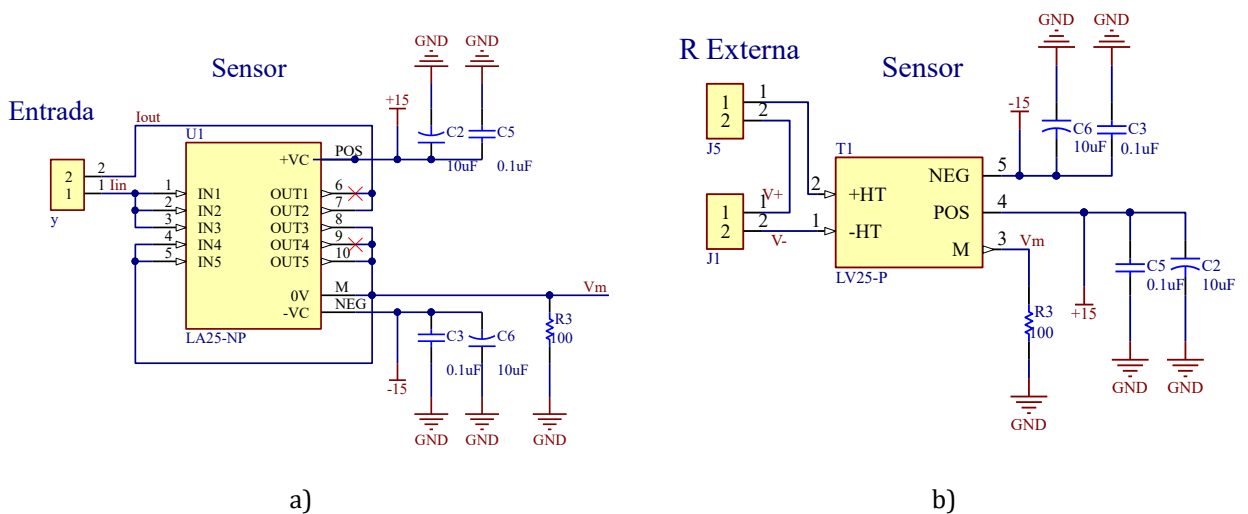 GND GND
Sensor
+15
Entrada
Iout
U1
C2
C5
10uF
0.1uF
2
1
2
1
Iin
y
+VC POS
1 IN1 OUT1 6
2 IN2 OUT2 7
3 IN3 OUT3 8
4 IN4 OUT4 9
5 IN5 OUT5 10
0V M
-VC NEG
LA25-NP
Vm
R3
100
C3
0.1uF
C6
10uF
-15
GND GND GND
a)
GND GND
R Externa
Sensor
-15
C6
10uF
C3
0.1uF
1
2
1
2
J5
T1
V+
1
2
1
2
V-
J1
2 +HT
1 -HT
NEG 5
POS 4
M 3
Vm
LV25-P
C5
0.1uF
C2
10uF
R3
100
+15
GND GND
GND
b)